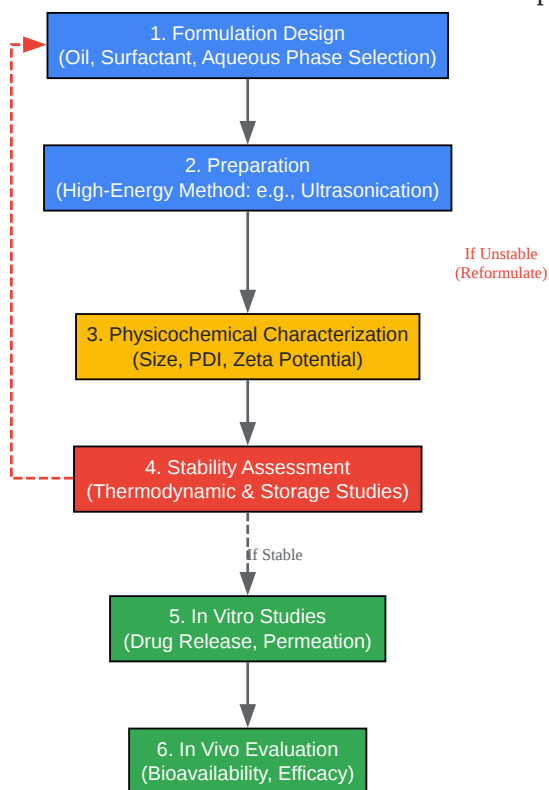 1. Formulation Design
(Oil, Surfactant, Aqueous Phase Selection)
2. Preparation
(High-Energy Method: e.g., Ultrasonication)
If Unstable
(Reformulate)
3. Physicochemical Characterization
(Size, PDI, Zeta Potential)
4. Stability Assessment
(Thermodynamic & Storage Studies)
If Stable
5. In Vitro Studies
(Drug Release, Permeation)
6. In Vivo Evaluation
(Bioavailability, Efficacy)